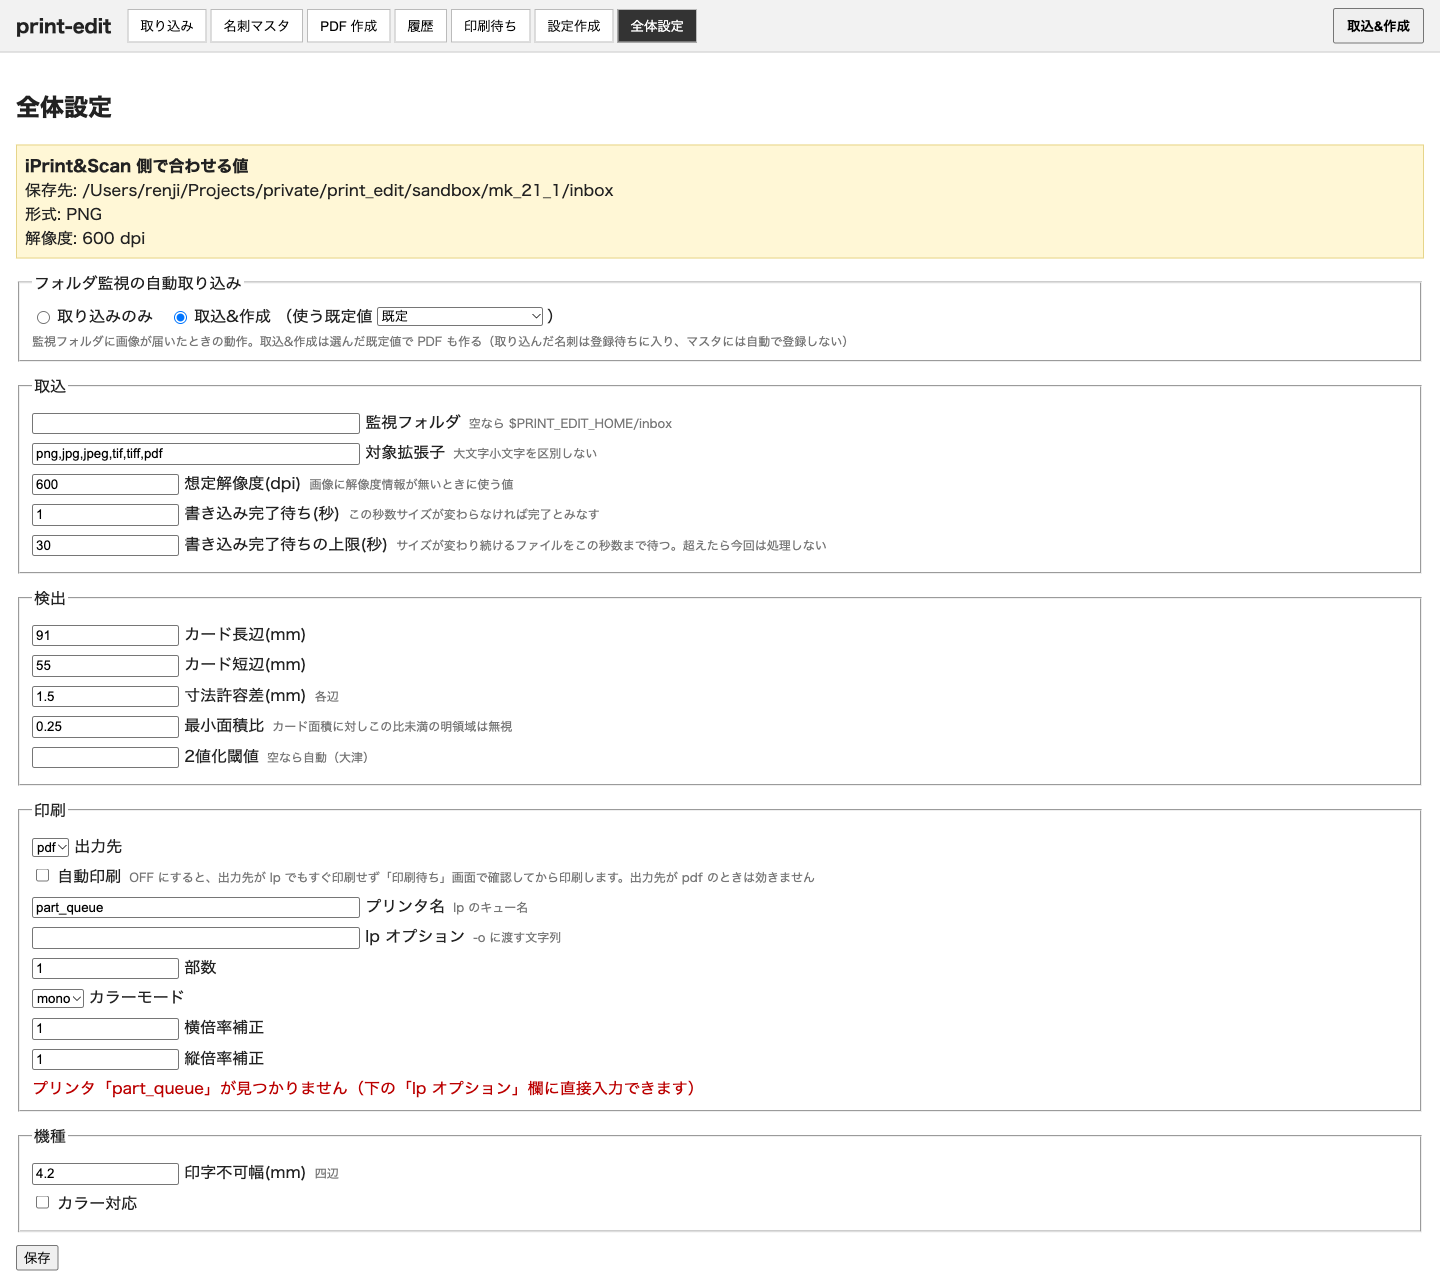 print-edit 取り込み 名刺マスタ PDF 作成 履歴 印刷待ち 設定作成 全体設定 取込&作成
全体設定
iPrint&Scan 側で合わせる値
保存先: /Users/renji/Projects/private/print_edit/sandbox/mk_21_1/inbox
形式: PNG
解像度: 600 dpi
フォルダ監視の自動取り込み
取り込みのみ 取込&作成 （使う既定値 既定 ）
監視フォルダに画像が届いたときの動作。取込&作成は選んだ既定値で PDF も作る（取り込んだ名刺は登録待ちに入り、マスタには自動で登録しない）
取込
監視フォルダ 空なら $PRINT_EDIT_HOME/inbox
png,jpg,jpeg,tif,tiff,pdf 対象拡張子 大文字小文字を区別しない
600 想定解像度(dpi) 画像に解像度情報が無いときに使う値
1 書き込み完了待ち(秒) この秒数サイズが変わらなければ完了とみなす
30 書き込み完了待ちの上限(秒) サイズが変わり続けるファイルをこの秒数まで待つ。超えたら今回は処理しない
検出
91 カード長辺(mm)
55 カード短辺(mm)
1.5 寸法許容差(mm) 各辺
0.25 最小面積比 カード面積に対しこの比未満の明領域は無視
2値化閾値 空なら自動（大津）
印刷
pdf 出力先
自動印刷 OFF にすると、出力先が lp でもすぐ印刷せず「印刷待ち」画面で確認してから印刷します。出力先が pdf のときは効きません
part_queue プリンタ名 lp のキュー名
lp オプション -o に渡す文字列
1 部数
mono カラーモード
1 横倍率補正
1 縦倍率補正
プリンタ「part_queue」が見つかりません（下の「lp オプション」欄に直接入力できます）
機種
4.2 印字不可幅(mm) 四辺
カラー対応
保存